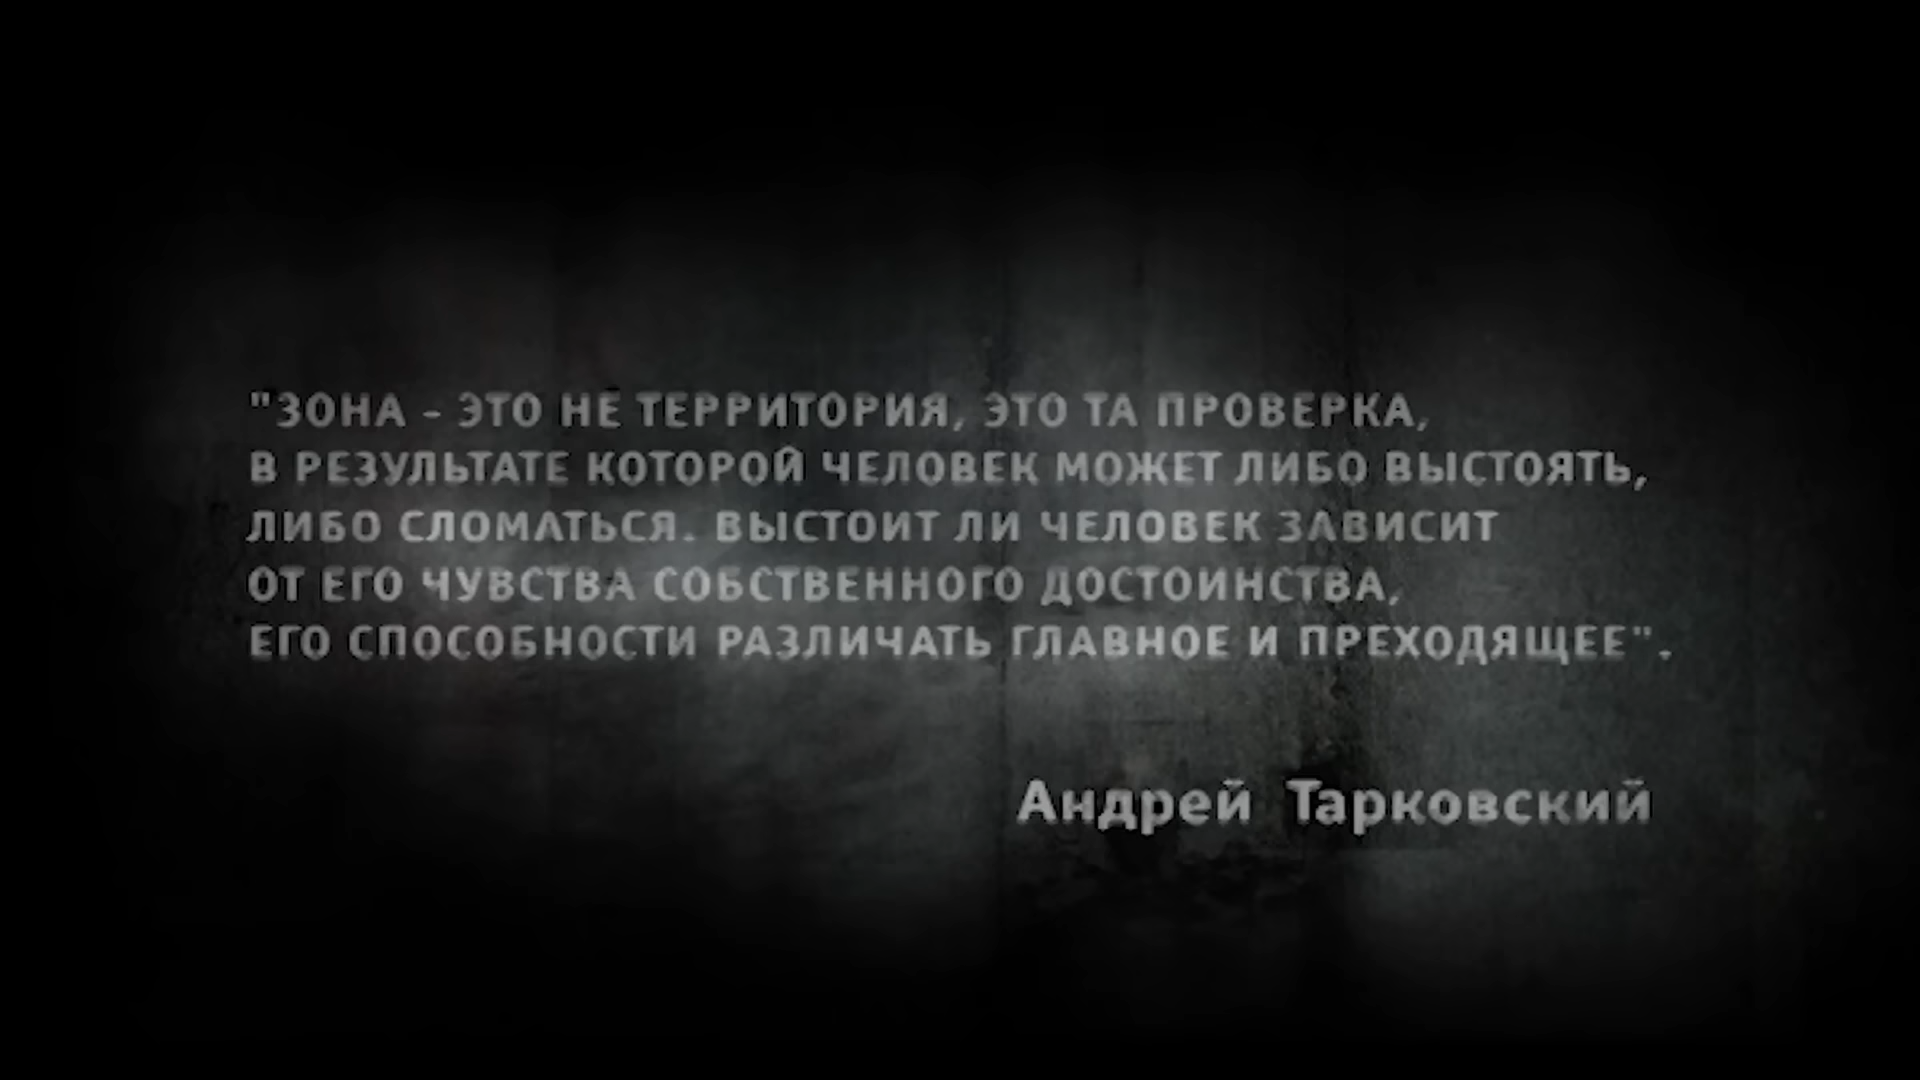 "ЗОНА - ЭТО НЕ ТЕРРИТОРИЯ, ЭТО ТА ПРОВЕРКА,
В РЕЗУЛЬТАТЕ КОТОРОЙ ЧЕЛОВЕК МОЖЕТ ЛИБО ВЫСТОЯТЬ,
ЛИБО СЛОМАТЬСЯ. ВЫСТОИТ ЛИ ЧЕЛОВЕК ЗАВИСИТ
ОТ ЕГО ЧУВСТВА СОБСТВЕННОГО ДОСТОИНСТВА,
ЕГО СПОСОБНОСТИ РАЗЛИЧАТЬ ГЛАВНОЕ И ПРЕХОДЯЩЕЕ".
Андрей Тарковский